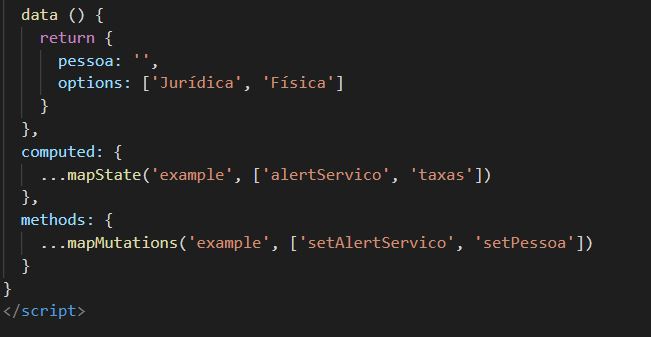 data () {
return {
pessoa: '',
options: ['Jurídica', 'Física']
}
},
computed: {
...mapState('example', ['alertServico', 'taxas'])
},
methods: {
...mapMutations('example', ['setAlertServico', 'setPessoa'])
}
}
</script>